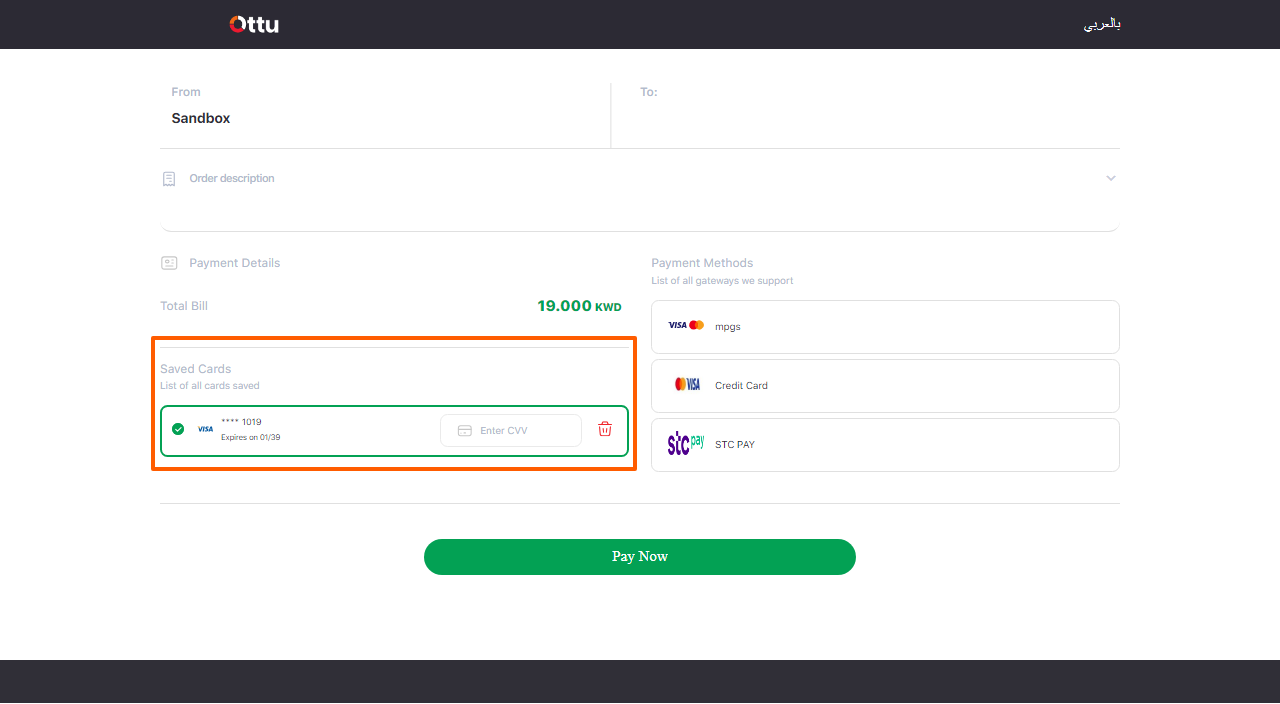 Ottu
بالعربي
From
Sandbox
To:
Order description
Payment Details
Total Bill
19.000 KWD
Saved Cards
List of all cards saved
VISA
**** 1019
Expires on 01/39
Enter CVV
Payment Methods
List of all gateways we support
VISA mpgs
VISA Credit Card
stc pay STC PAY
Pay Now